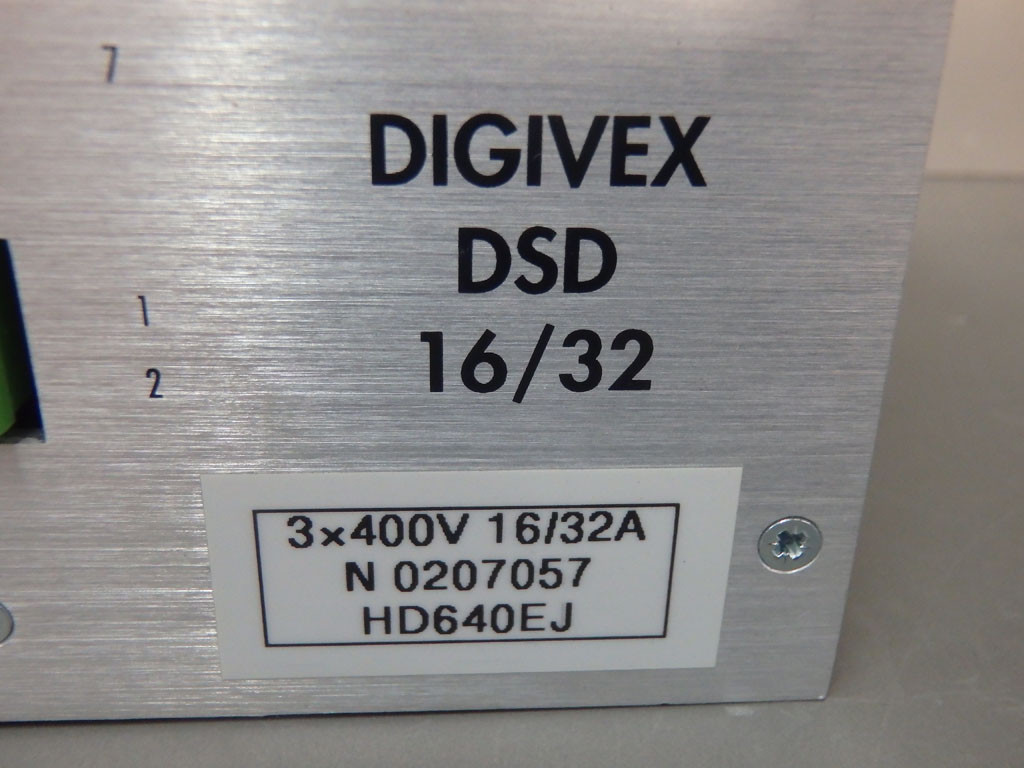 7
DIGIVEX
DSD
16/32
1
2
3×400V 16/32A
N 0207057
HD640EJ